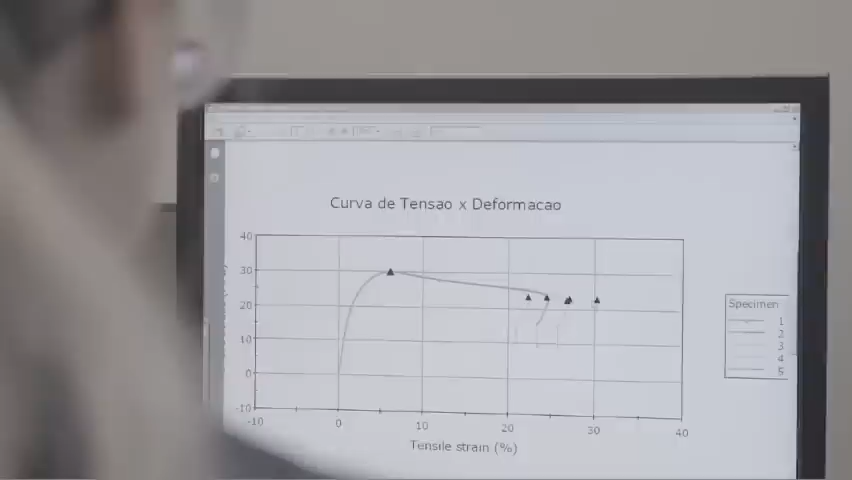 Curva de Tensao x Deformacao
40
30
20
10
0
-10
-10 0 10 20 30 40
Tensile strain (%)
Specimen
1
2
3
4
5